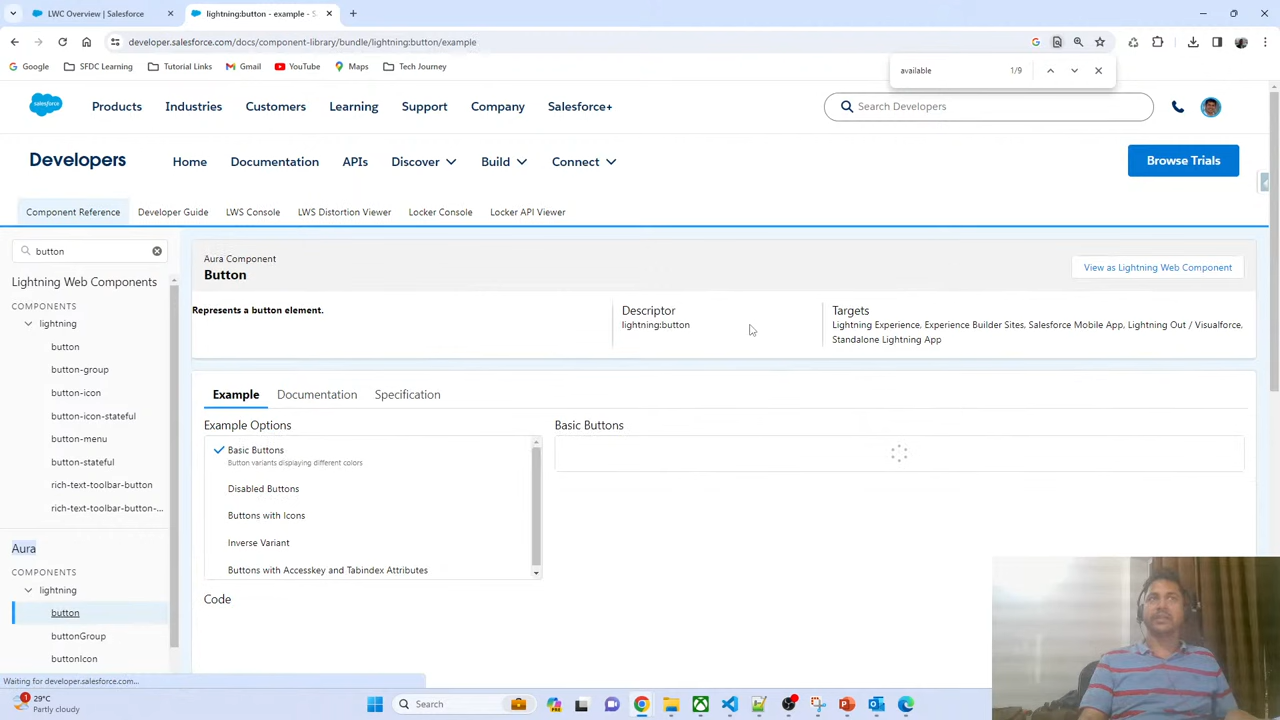 LWC Overview | Salesforce
lightning:button - example - S
developer.salesforce.com/docs/component-library/bundle/lightning:button/example
Google
SFDC Learning
Tutorial Links
Gmail
YouTube
Maps
Tech Journey
available
1/9
salesforce
Products
Industries
Customers
Learning
Support
Company
Salesforce+
Search Developers
Developers
Home
Documentation
APIs
Discover
Build
Connect
Browse Trials
Component Reference
Developer Guide
LWS Console
LWS Distortion Viewer
Locker Console
Locker API Viewer
button
Lightning Web Components
COMPONENTS
lightning
button
button-group
button-icon
button-icon-stateful
button-menu
button-stateful
rich-text-toolbar-button
rich-text-toolbar-button-...
Aura
COMPONENTS
lightning
button
buttonGroup
buttonIcon
Aura Component
Button
View as Lightning Web Component
Represents a button element.
Descriptor
lightning:button
Targets
Lightning Experience, Experience Builder Sites, Salesforce Mobile App, Lightning Out / Visualforce,
Standalone Lightning App
Example
Documentation
Specification
Example Options
Basic Buttons
Button variants displaying different colors
Disabled Buttons
Buttons with Icons
Inverse Variant
Buttons with Accesskey and Tabindex Attributes
Basic Buttons
Code
Waiting for developer.salesforce.com...
1
29°C
Partly cloudy
Search